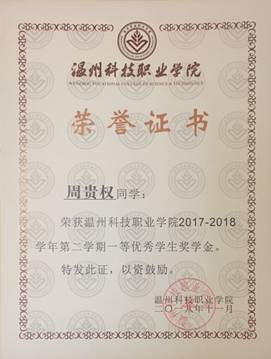 温州科技职业学院
WENZHOU VOCATIONAL COLLEGE OF SCIENCE & TECHNOLOGY
荣誉证书
周贵权同学：
荣获温州科技职业学院2017-2018
学年第二学期一等优秀学生奖学金。
特发此证，以资鼓励。
温州科技职业学院
二〇一八年十一月